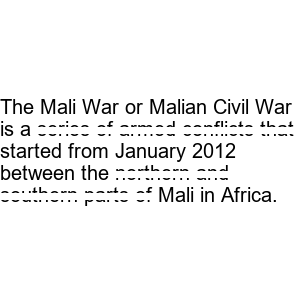 The Mali War or Malian Civil War
is a series of armed conflicts that
started from January 2012
between the northern and
southern parts of Mali in Africa.